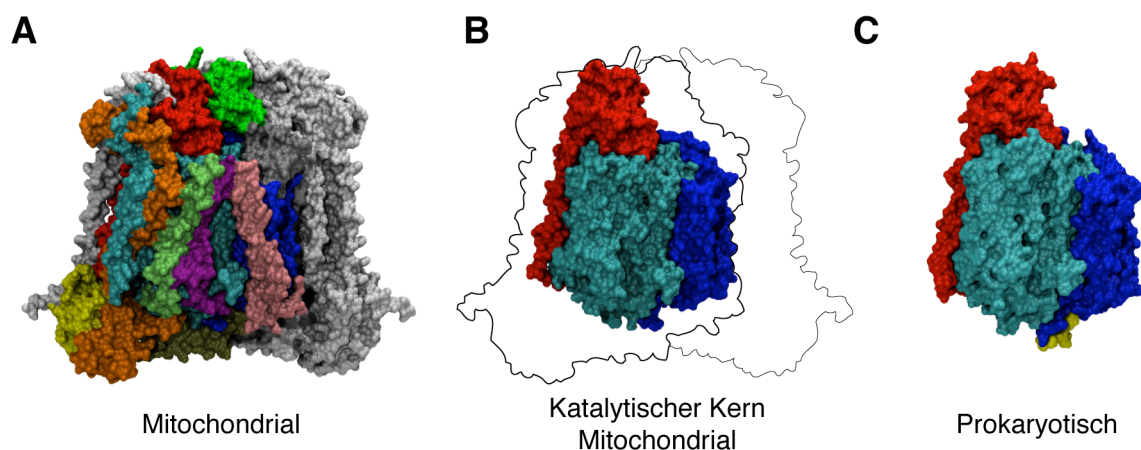 A
B
C
Mitochondrial
Katalytischer Kern
Mitochondrial
Prokaryotisch